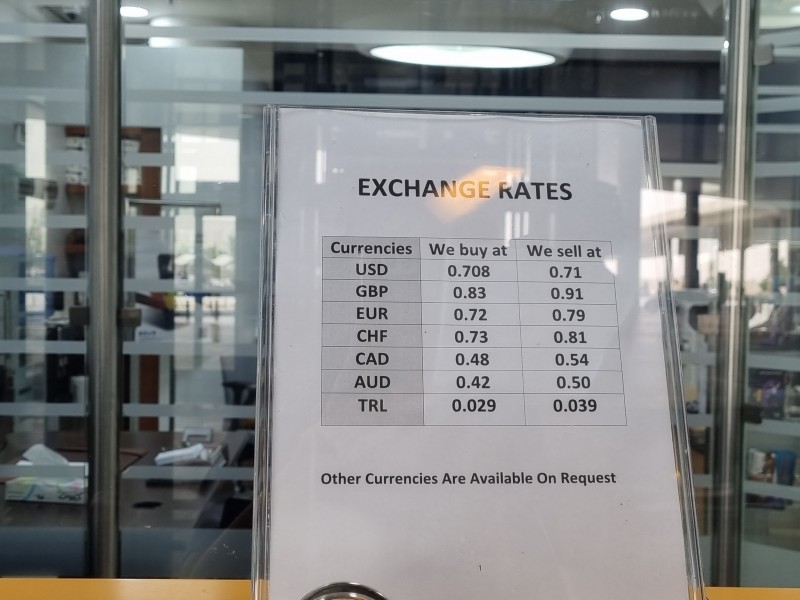 EXCHANGE RATES
Currencies We buy at We sell at
USD 0.708 0.71
GBP 0.83 0.91
EUR 0.72 0.79
CHF 0.73 0.81
CAD 0.48 0.54
AUD 0.42 0.50
TRL 0.029 0.039
Other Currencies Are Available On Request
1